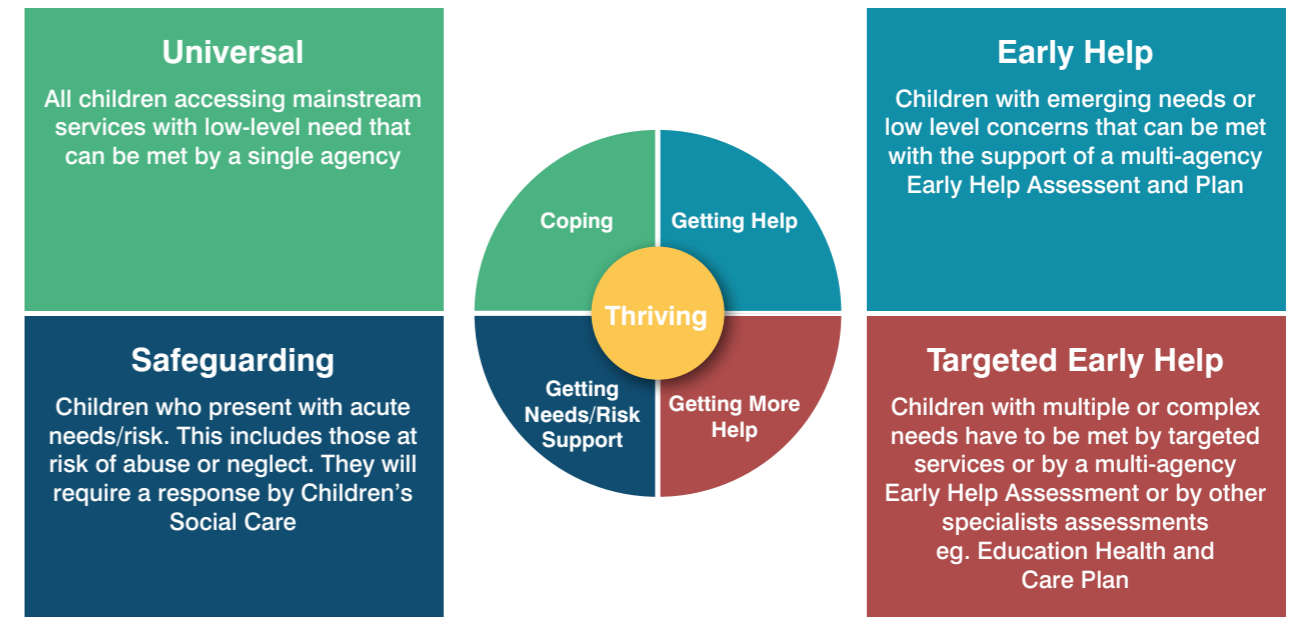 Universal
All children accessing mainstream
services with low-level need that
can be met by a single agency
Early Help
Children with emerging needs or
low level concerns that can be met
with the support of a multi-agency
Early Help Assessent and Plan
Coping
Getting Help
Thriving
Getting
Needs/Risk
Support
Getting More
Help
Safeguarding
Children who present with acute
needs/risk. This includes those at
risk of abuse or neglect. They will
require a response by Children’s
Social Care
Targeted Early Help
Children with multiple or complex
needs have to be met by targeted
services or by a multi-agency
Early Help Assessment or by other
specialists assessments
eg. Education Health and
Care Plan